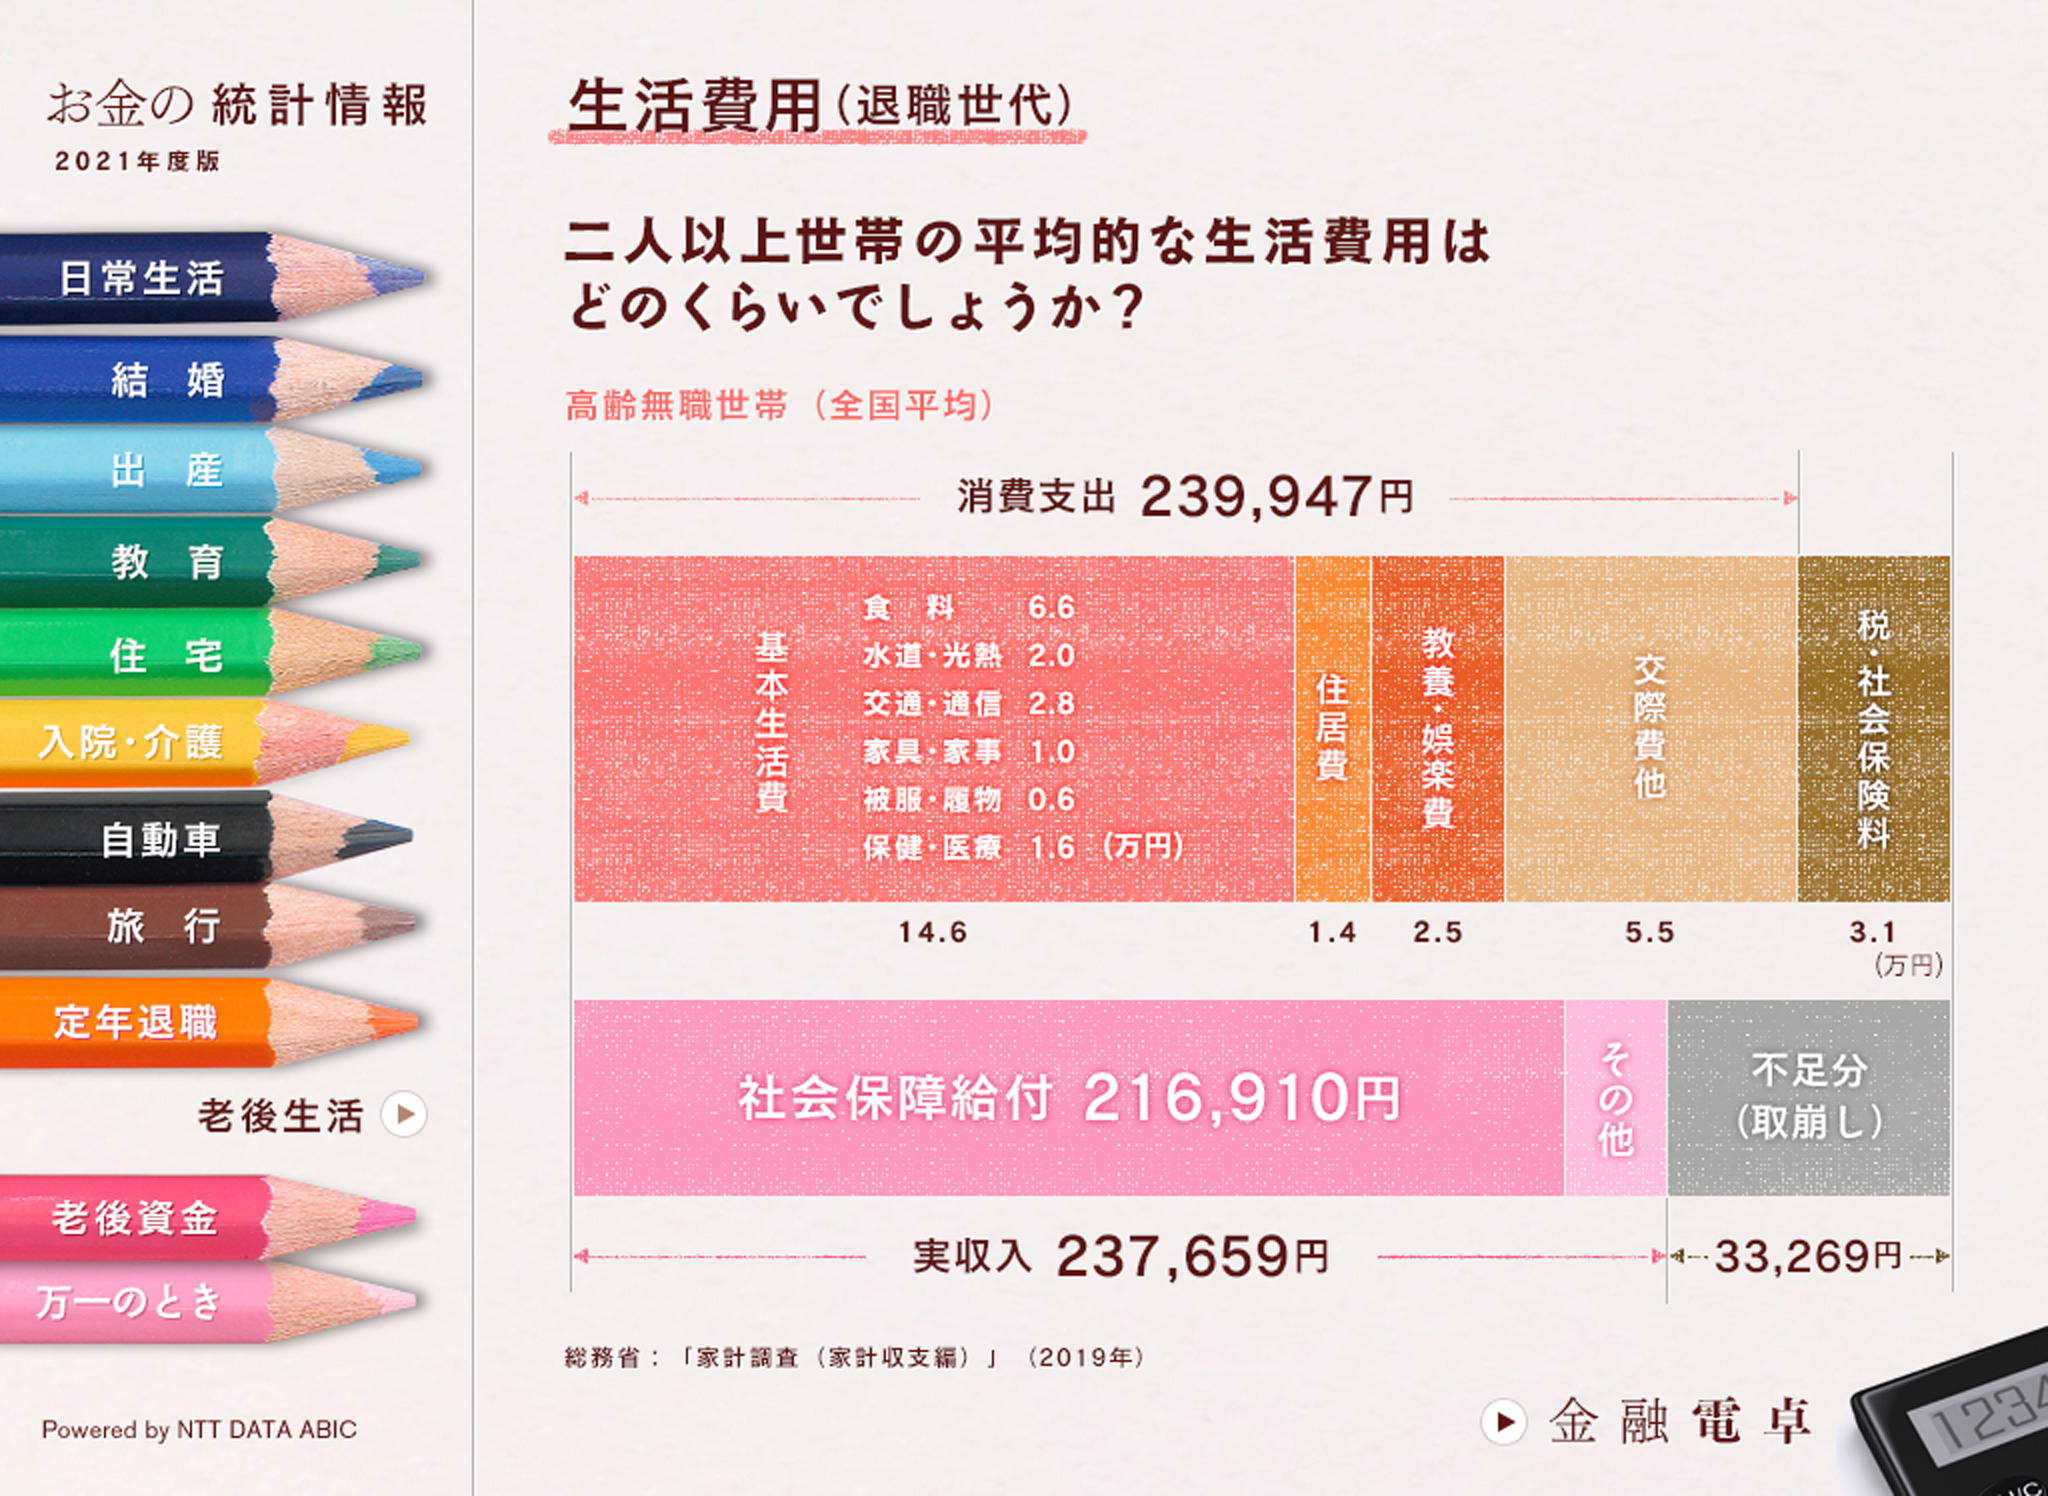 お金の 統計情報
2021年度版
日常生活
結 婚
出 産
教 育
住 宅
入院・介護
自動車
旅 行
定年退職
老後生活
老後資金
万一のとき
Powered by NTT DATA ABIC
生活費用(退職世代)
二人以上世帯の平均的な生活費用は
どのくらいでしょうか？
高齢無職世帯（全国平均）
消費支出 239,947円
基本生活費
食 料 6.6
水道・光熱 2.0
交通・通信 2.8
家具・家事 1.0
被服・履物 0.6
保健・医療 1.6 (万円)
住居費
教養・娯楽費
交際費他
税・社会保険料
14.6 1.4 2.5 5.5 3.1
(万円)
社会保障給付 216,910円
その他
不足分
（取崩し）
実収入 237,659円
33,269円
総務省：「家計調査（家計収支編）」（2019年）
金融電卓
1234